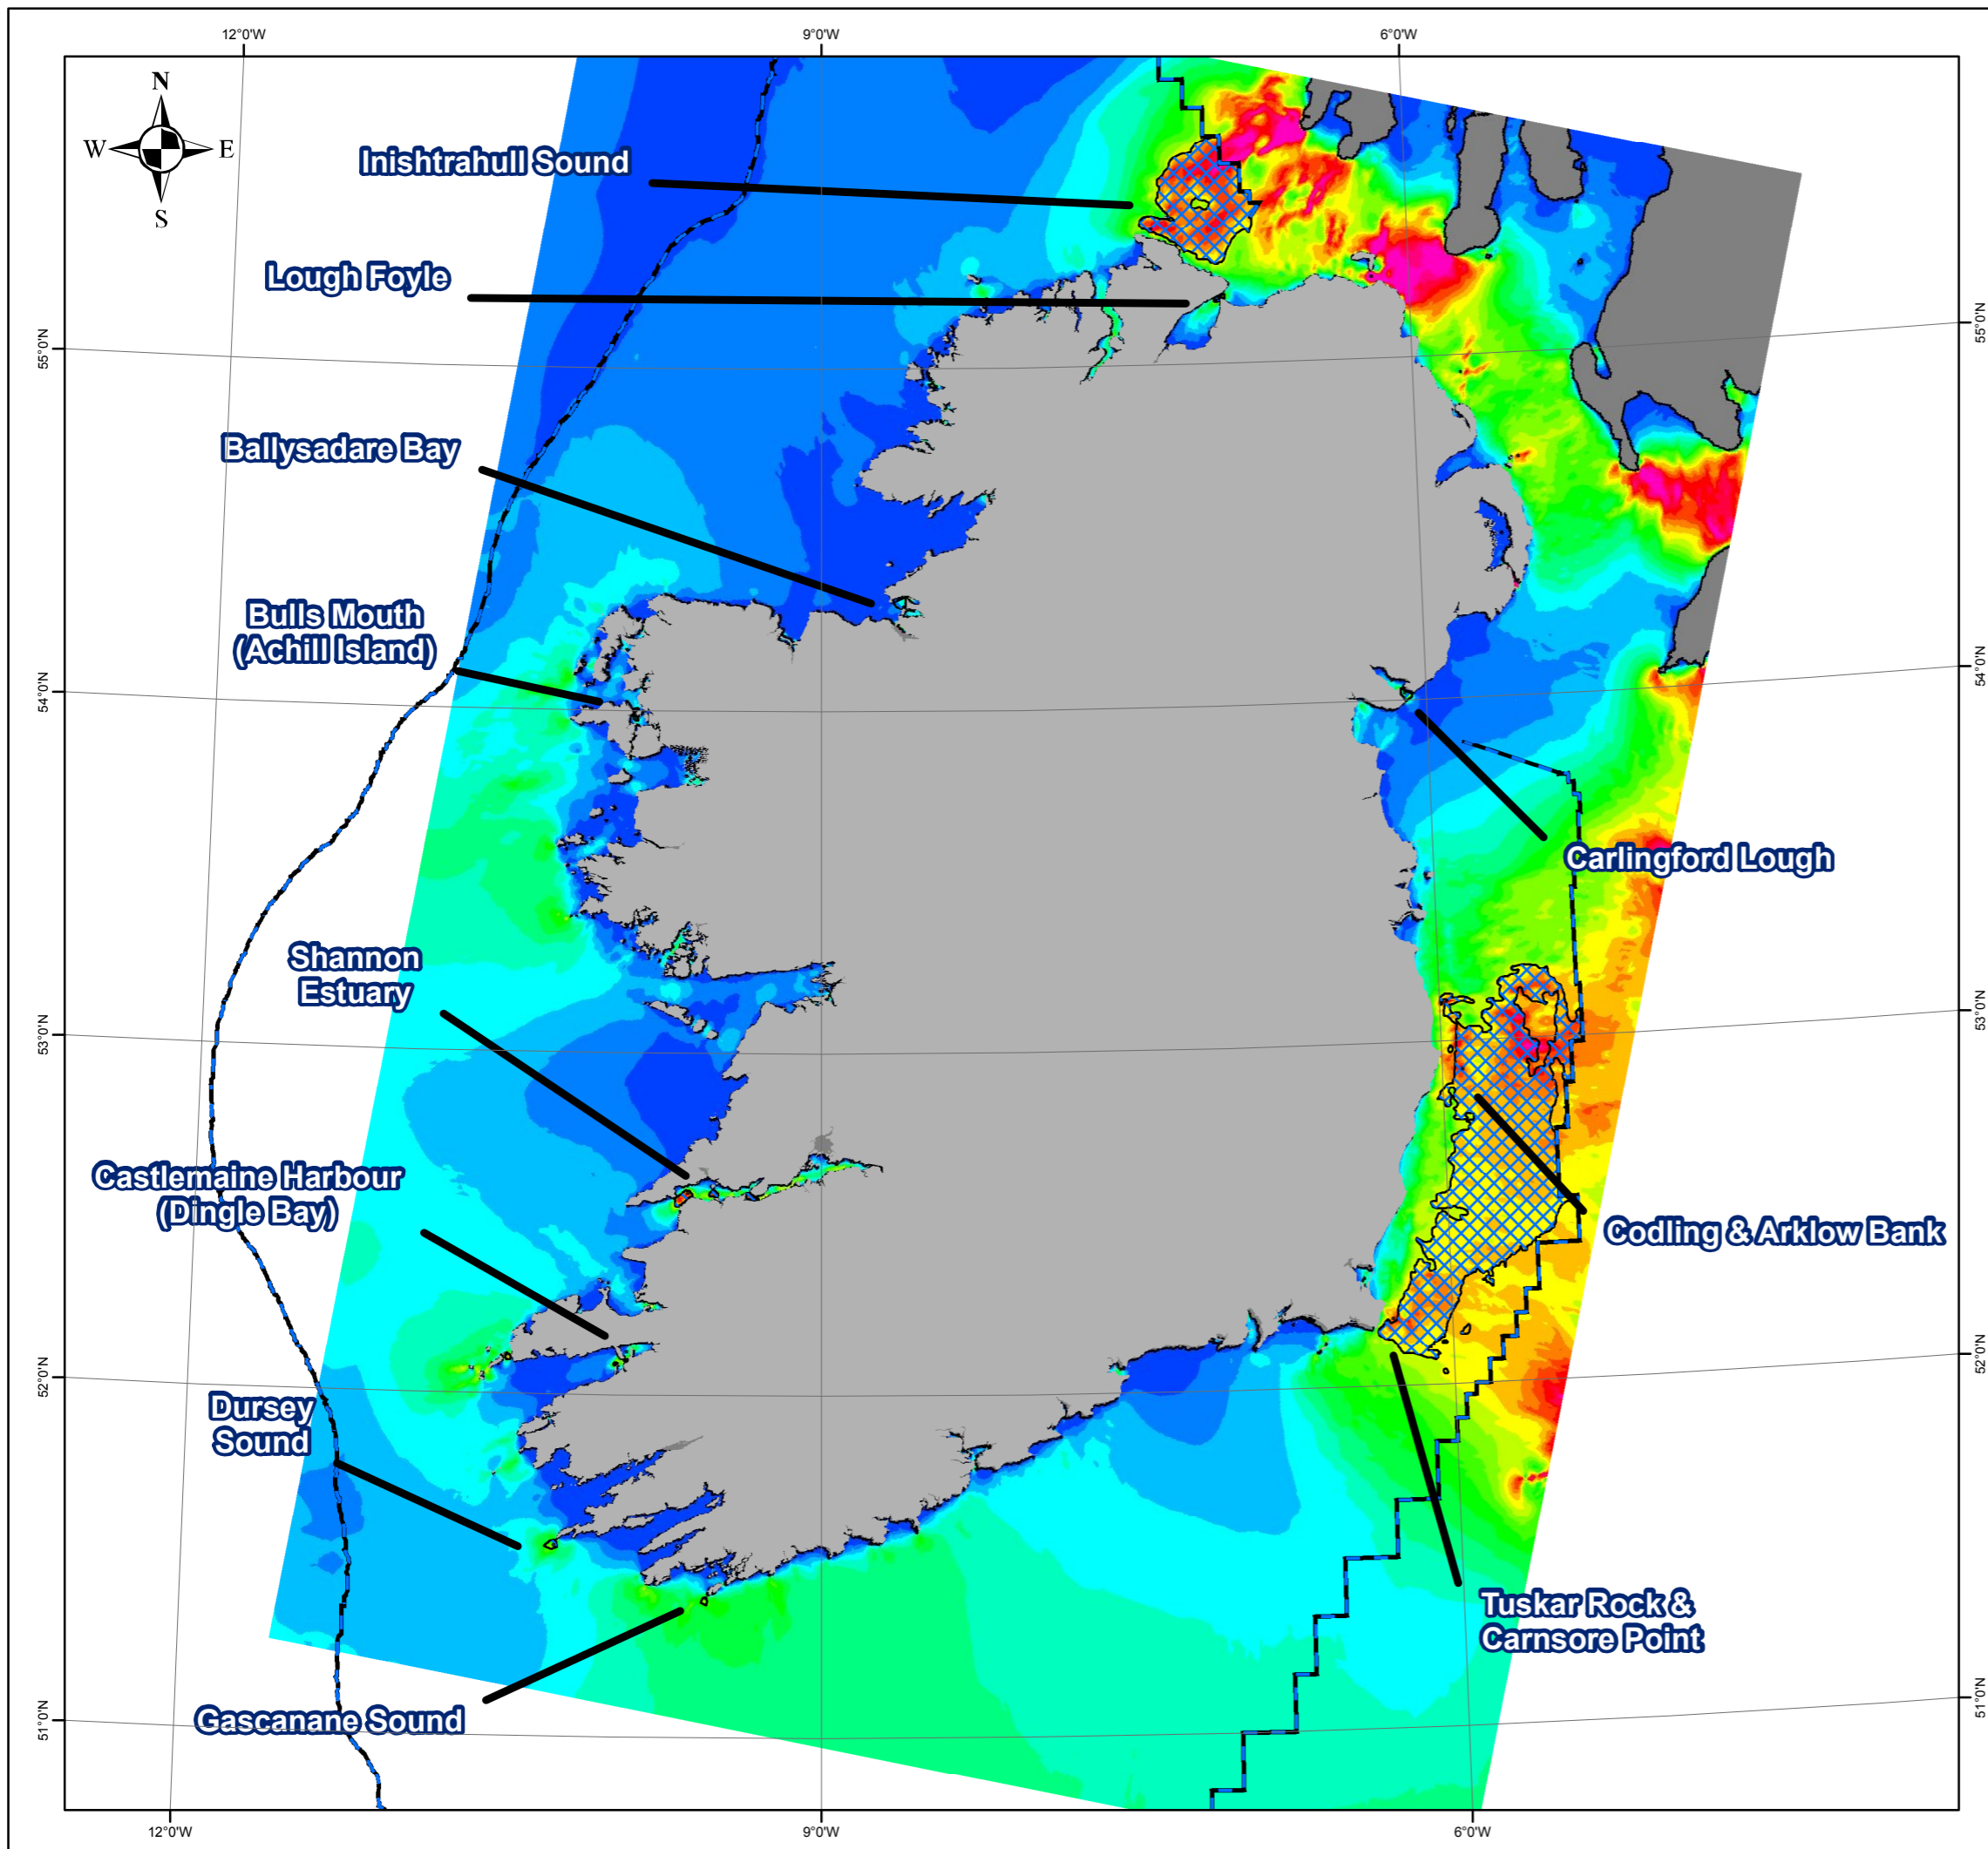 12°0'W
9°0'W
6°0'W
N
W
E
S
Inishtrahull Sound
Lough Foyle
55°0'N
55°0'N
Ballysadare Bay
Bulls Mouth
(Achill Island)
54°0'N
54°0'N
Carlingford Lough
Shannon
Estuary
53°0'N
53°0'N
Castlemaine Harbour
(Dingle Bay)
Codling & Arklow Bank
52°0'N
52°0'N
Dursey
Sound
Tuskar Rock &
Carnsore Point
Gascanane Sound
51°0'N
51°0'N
12°0'W
9°0'W
6°0'W